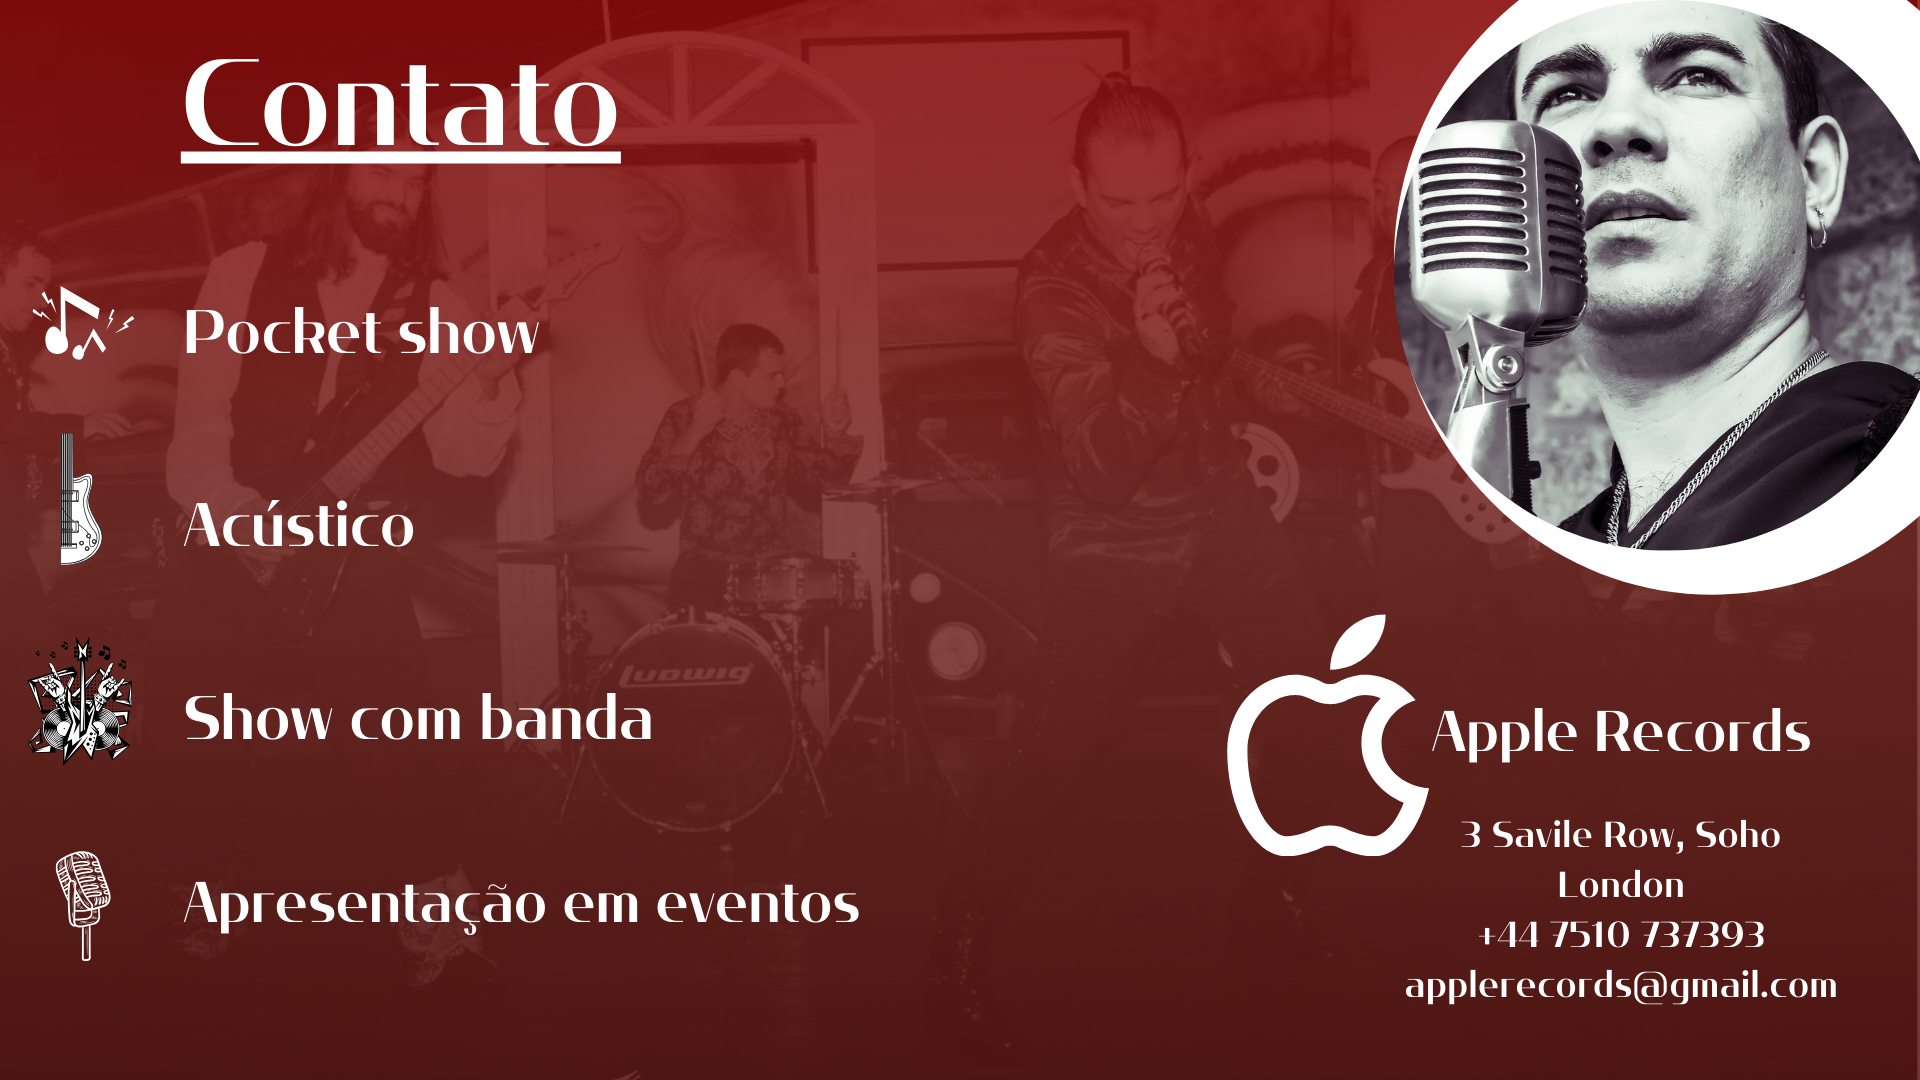 Contato
Pocket show
Acústico
Show com banda
Apresentação em eventos
LUDWIG
Apple Records
3 Savile Row, Soho
London
+44 7510 737393
applerecords@gmail.com